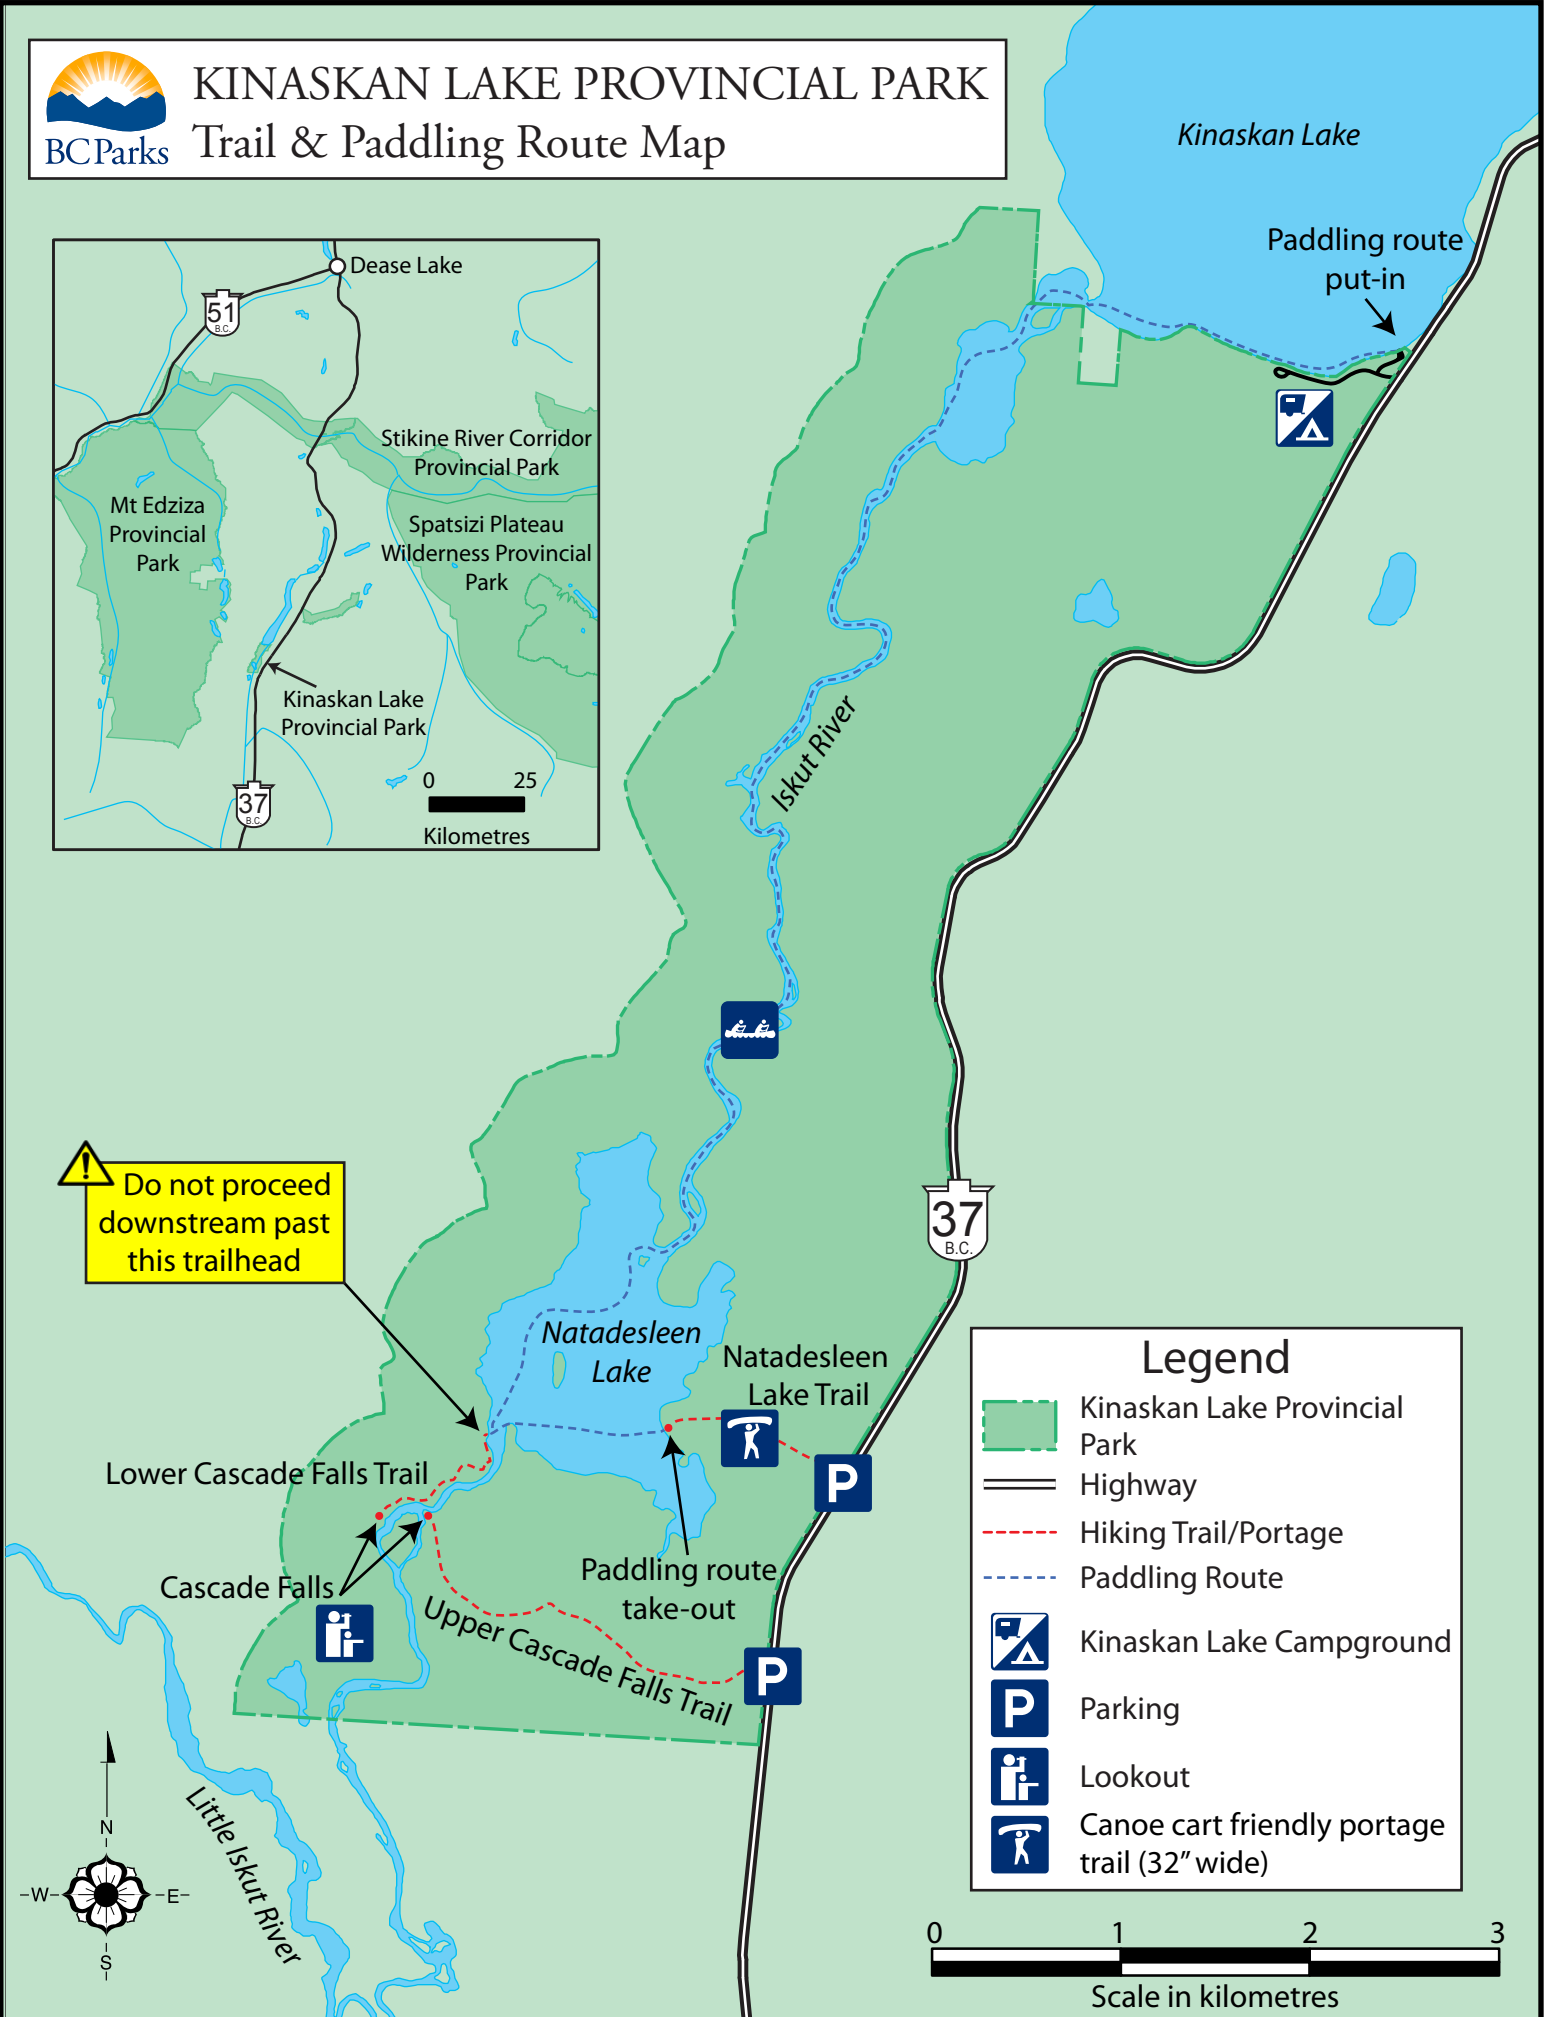 KINASKAN LAKE PROVINCIAL PARK
Trail & Paddling Route Map
BC Parks
Kinaskan Lake
Paddling route
put-in
Dease Lake
51
B.C.
Stikine River Corridor
Provincial Park
Mt Edziza
Provincial
Park
Spatsizi Plateau
Wilderness Provincial
Park
Kinaskan Lake
Provincial Park
37
B.C.
0 25
Kilometres
Iskut River
Do not proceed
downstream past
this trailhead
37
B.C.
Natadesleen
Lake
Natadesleen
Lake Trail
P
Lower Cascade Falls Trail
Cascade Falls
Paddling route
take-out
Upper Cascade Falls Trail
P
Little Iskut River
N
W E
S
Legend
Kinaskan Lake Provincial
Park
Highway
Hiking Trail/Portage
Paddling Route
Kinaskan Lake Campground
P Parking
Lookout
Canoe cart friendly portage
trail (32” wide)
0 1 2 3
Scale in kilometres